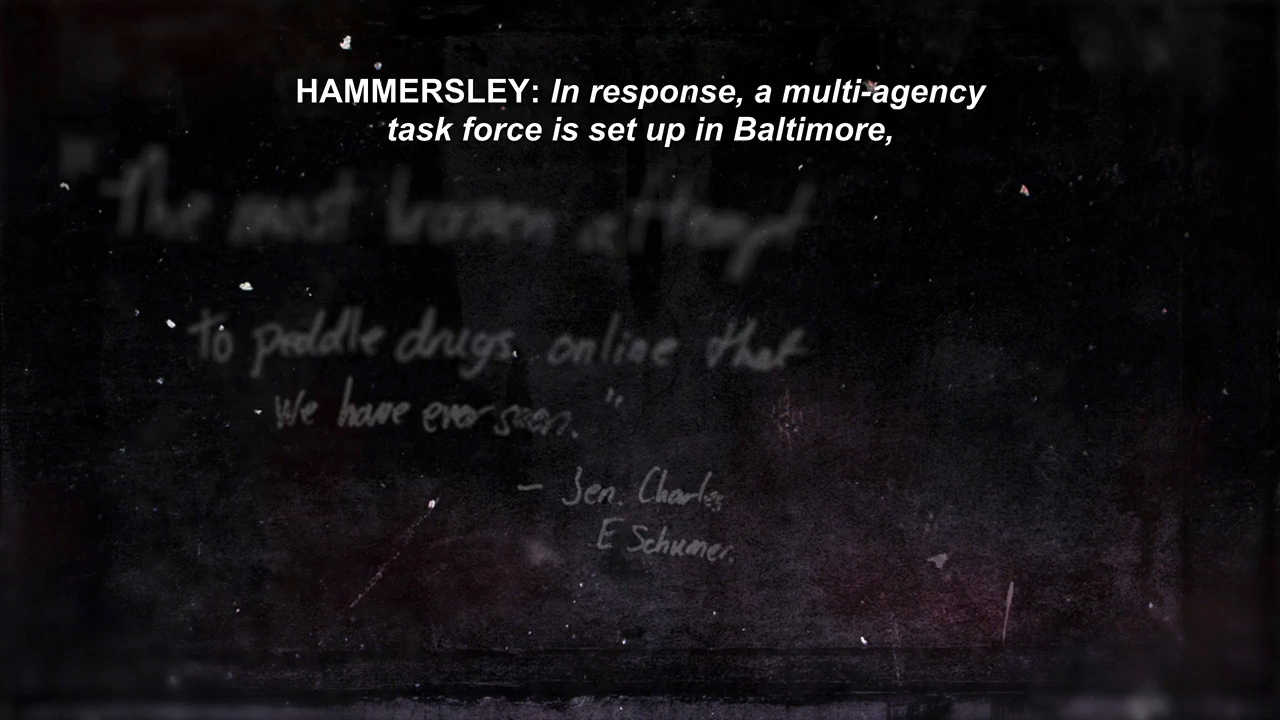 HAMMERSLEY: In response, a multi-agency
task force is set up in Baltimore,
"The most brazen attempt
to peddle drugs online that
We have ever seen."
– Sen. Charles
E Schumer.